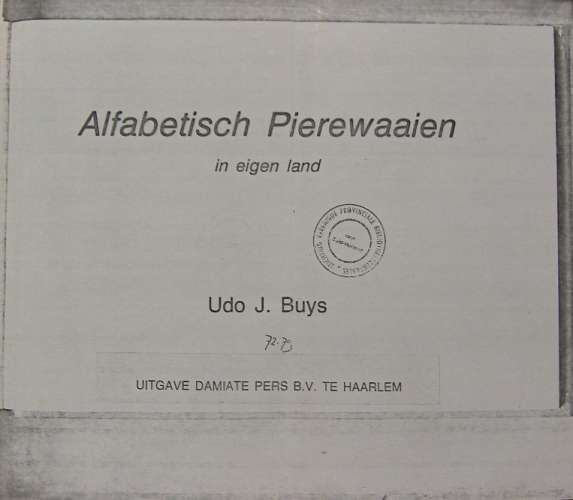 Alfabetisch Pierewaaien
in eigen land
Udo J. Buys
UITGAVE DAMIATE PERS B.V. TE HAARLEM